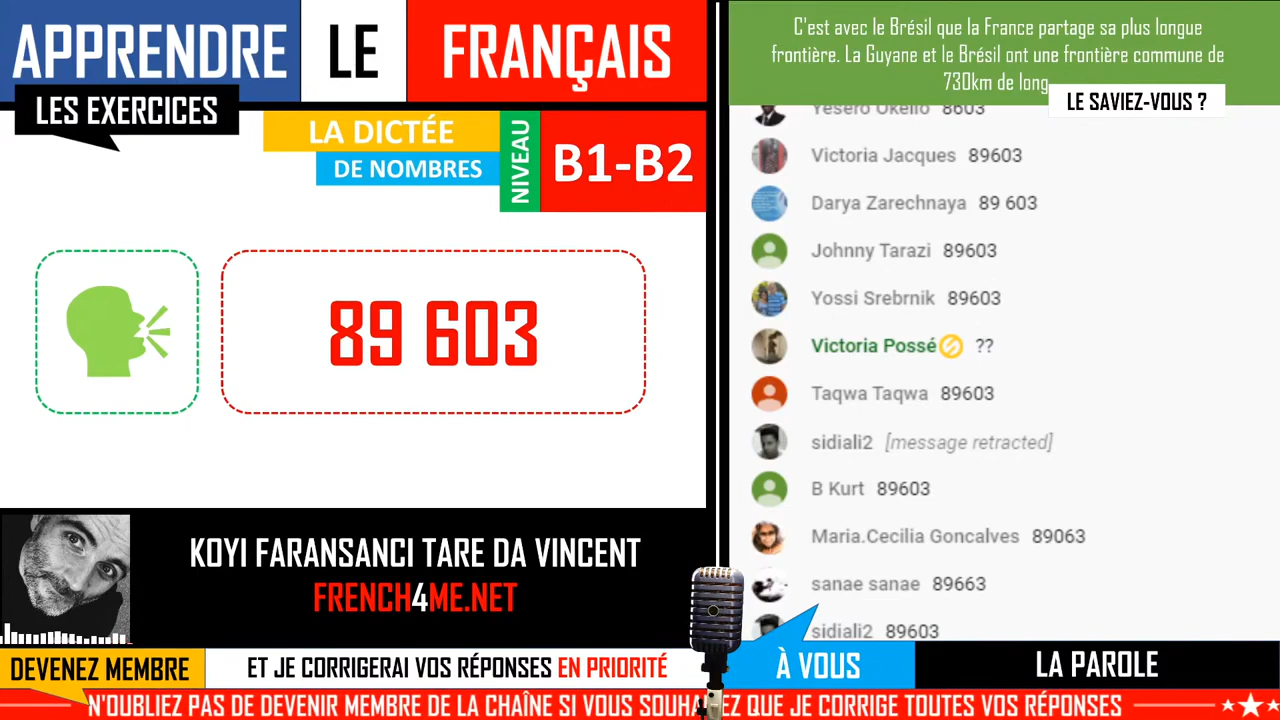 APPRENDRE LE FRANÇAIS
LES EXERCICES
LA DICTÉE
DE NOMBRES
NIVEAU
B1-B2
89 603
KOYI FARANSANCI TARE DA VINCENT
FRENCH4ME.NET
DEVENEZ MEMBRE
ET JE CORRIGERAI VOS RÉPONSES EN PRIORITÉ
C'est avec le Brésil que la France partage sa plus longue
frontière. La Guyane et le Brésil ont une frontière commune de
730km de long
LE SAVIEZ-VOUS ?
Yesero Okello 8603
Victoria Jacques 89603
Darya Zarechnaya 89 603
Johnny Tarazi 89603
Yossi Srebrnik 89603
Victoria Possé ??
Taqwa Taqwa 89603
sidiali2 [message retracted]
B Kurt 89603
Maria.Cecilia Goncalves 89063
sanae sanae 89663
sidiali2 89603
À VOUS
LA PAROLE
N'OUBLIEZ PAS DE DEVENIR MEMBRE DE LA CHAÎNE SI VOUS SOUHAITEZ QUE JE CORRIGE TOUTES VOS RÉPONSES